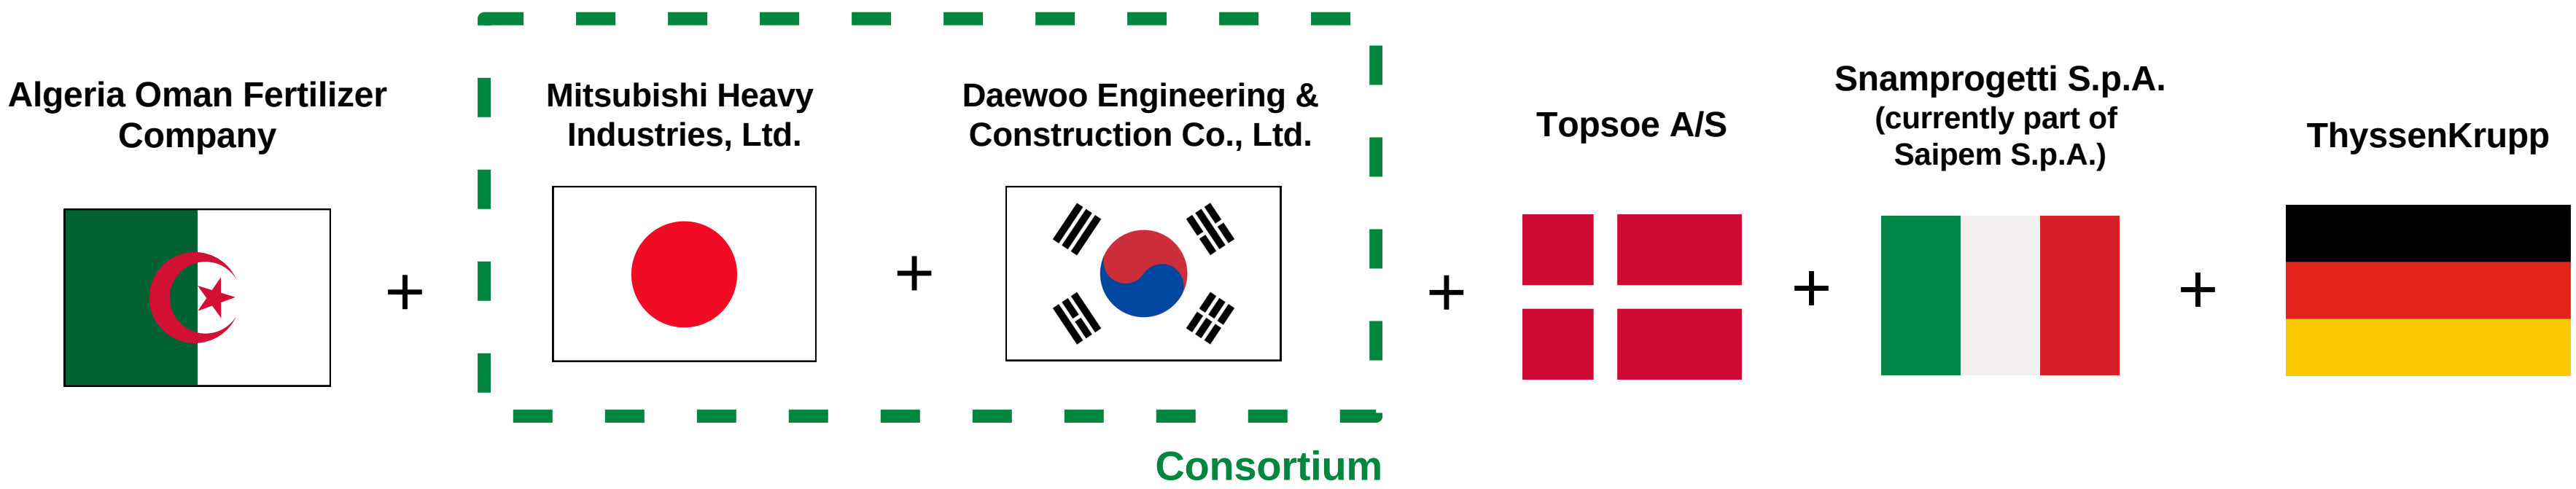 Algeria Oman Fertilizer
Company
+
Mitsubishi Heavy
Industries, Ltd.
+
Daewoo Engineering &
Construction Co., Ltd.
Consortium
+
Topsoe A/S
+
Snamprogetti S.p.A.
(currently part of
Saipem S.p.A.)
+
ThyssenKrupp